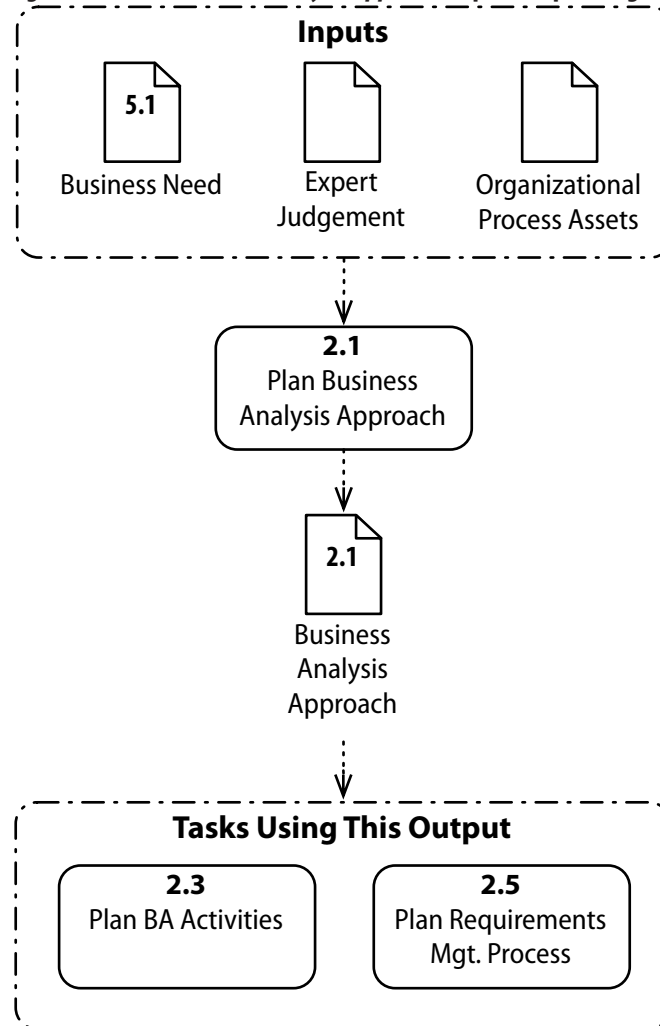 Inputs
5.1
Business Need
Expert
Judgement
Organizational
Process Assets
2.1
Plan Business
Analysis Approach
2.1
Business
Analysis
Approach
Tasks Using This Output
2.3
Plan BA Activities
2.5
Plan Requirements
Mgt. Process